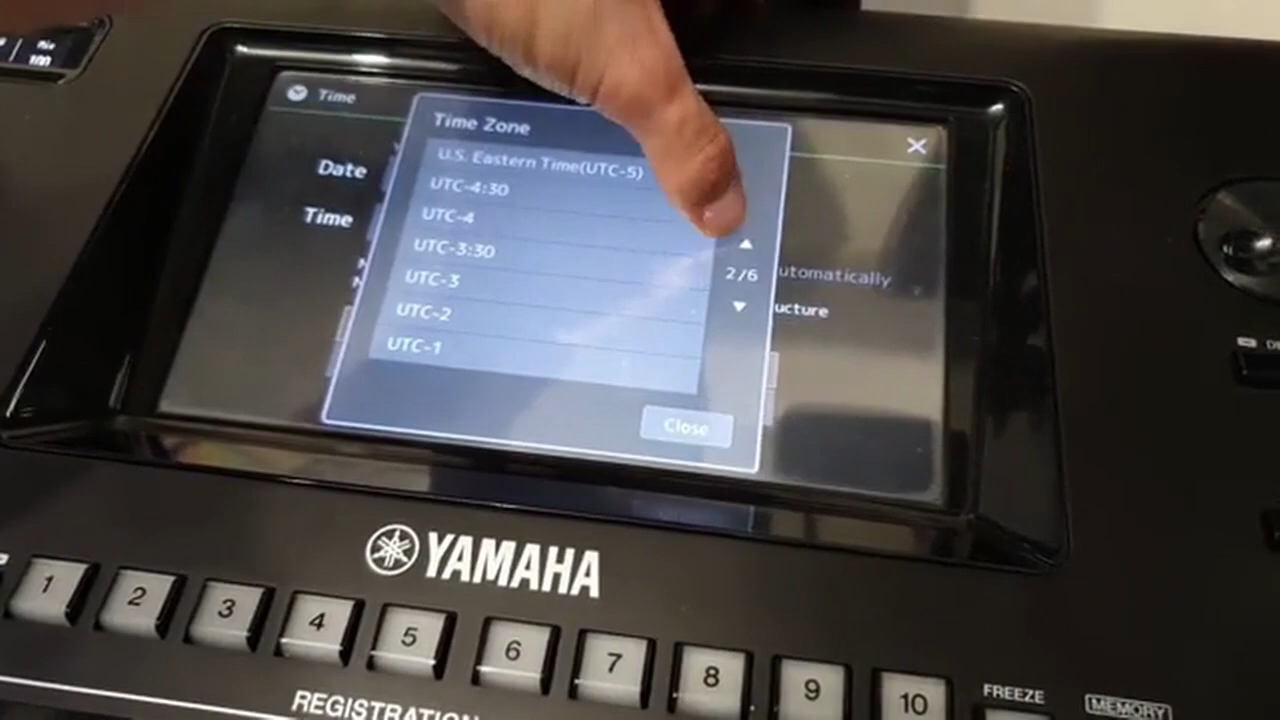 100
Time
Time Zone
U.S. Eastern Time(UTC-5)
Date
UTC-4:30
Time
UTC-4
UTC-3:30
UTC-3
2/6
utomatically
UTC-2
ucture
UTC-1
Close
YAMAHA
1 2 3 4 5 6 7 8 9 10
FREEZE
MEMORY
REGISTRATION